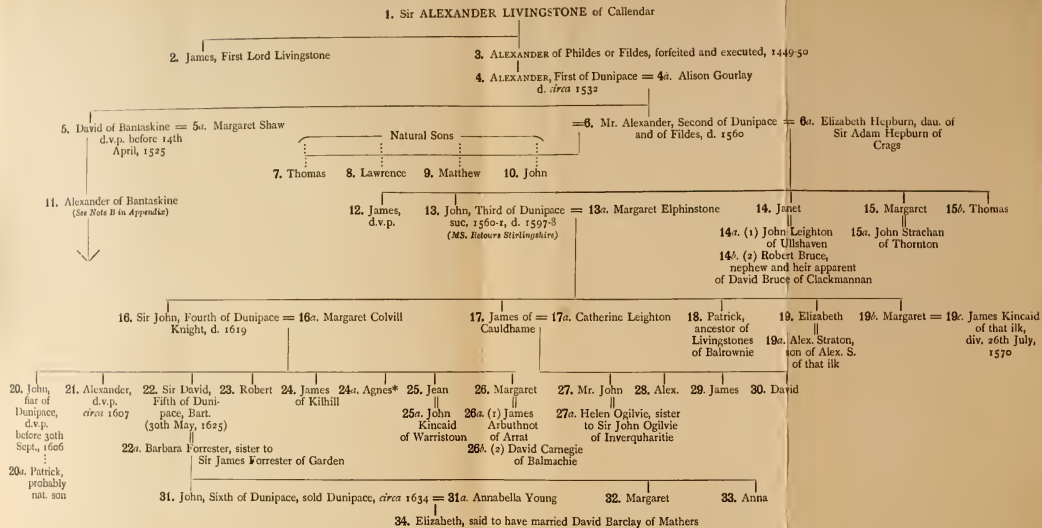 1. Sir ALEXANDER LIVINGSTONE of Callendar
2. James, First Lord Livingstone
3. ALEXANDER of Phildes or Fildes, forfeited and executed, 1449-50
4. ALEXANDER, First of Dunipace = 4a. Alison Gourlay
d. circa 1532
5. David of Bantaskine = 5a. Margaret Shaw
d.v.p. before 14th
April, 1525
Natural Sons
=6. Mr. Alexander, Second of Dunipace = 6a. Elizabeth Hepburn, dau. of
and of Fildes, d. 1560
Sir Adam Hepburn of
Crags
7. Thomas 8. Lawrence 9. Matthew 10. John
11. Alexander of Bantaskine
(See Note B in Appendix)
12. James,
d.v.p.
13. John, Third of Dunipace = 13a. Margaret Elphinstone
suc, 1560-1, d. 1597-8
(MS. Retours Stirlingshire)
14. Janet
||
14a. (1) John Leighton
of Ullshaven
14b. (2) Robert Bruce,
nephew and heir apparent
of David Bruce of Clackmannan
15. Margaret
||
15a. John Strachan
of Thornton
15b. Thomas
16. Sir John, Fourth of Dunipace = 16a. Margaret Colvill
Knight, d. 1619
17. James of = 17a. Catherine Leighton
Cauldhame
18. Patrick,
ancestor of
Livingstones
of Balrownie
19. Elizabeth
||
19a. Alex. Straton,
son of Alex. S.
of that ilk
19b. Margaret = 19c. James Kincaid
of that ilk,
div. 26th July,
1570
20. John,
fiar of
Dunipace,
d.v.p.
before 30th
Sept., 1606
20a. Patrick,
probably
nat. son
21. Alexander,
d.v.p.
circa 1607
22. Sir David,
Fifth of Duni-
pace, Bart.
(30th May, 1625)
||
22a. Barbara Forrester, sister to
Sir James Forrester of Garden
23. Robert
24. James
of Kilhill
24a. Agnes*
25. Jean
||
25a. John
Kincaid
of Warristoun
26. Margaret
||
26a. (1) James
Arbuthnot
of Arrat
26b. (2) David Carnegie
of Balmachie
27. Mr. John
||
27a. Helen Ogilvie, sister
to Sir John Ogilvie
of Inverquharitie
28. Alex.
29. James
30. David
31. John, Sixth of Dunipace, sold Dunipace, circa 1634 = 31a. Annabella Young
32. Margaret
33. Anna
34. Elizabeth, said to have married David Barclay of Mathers